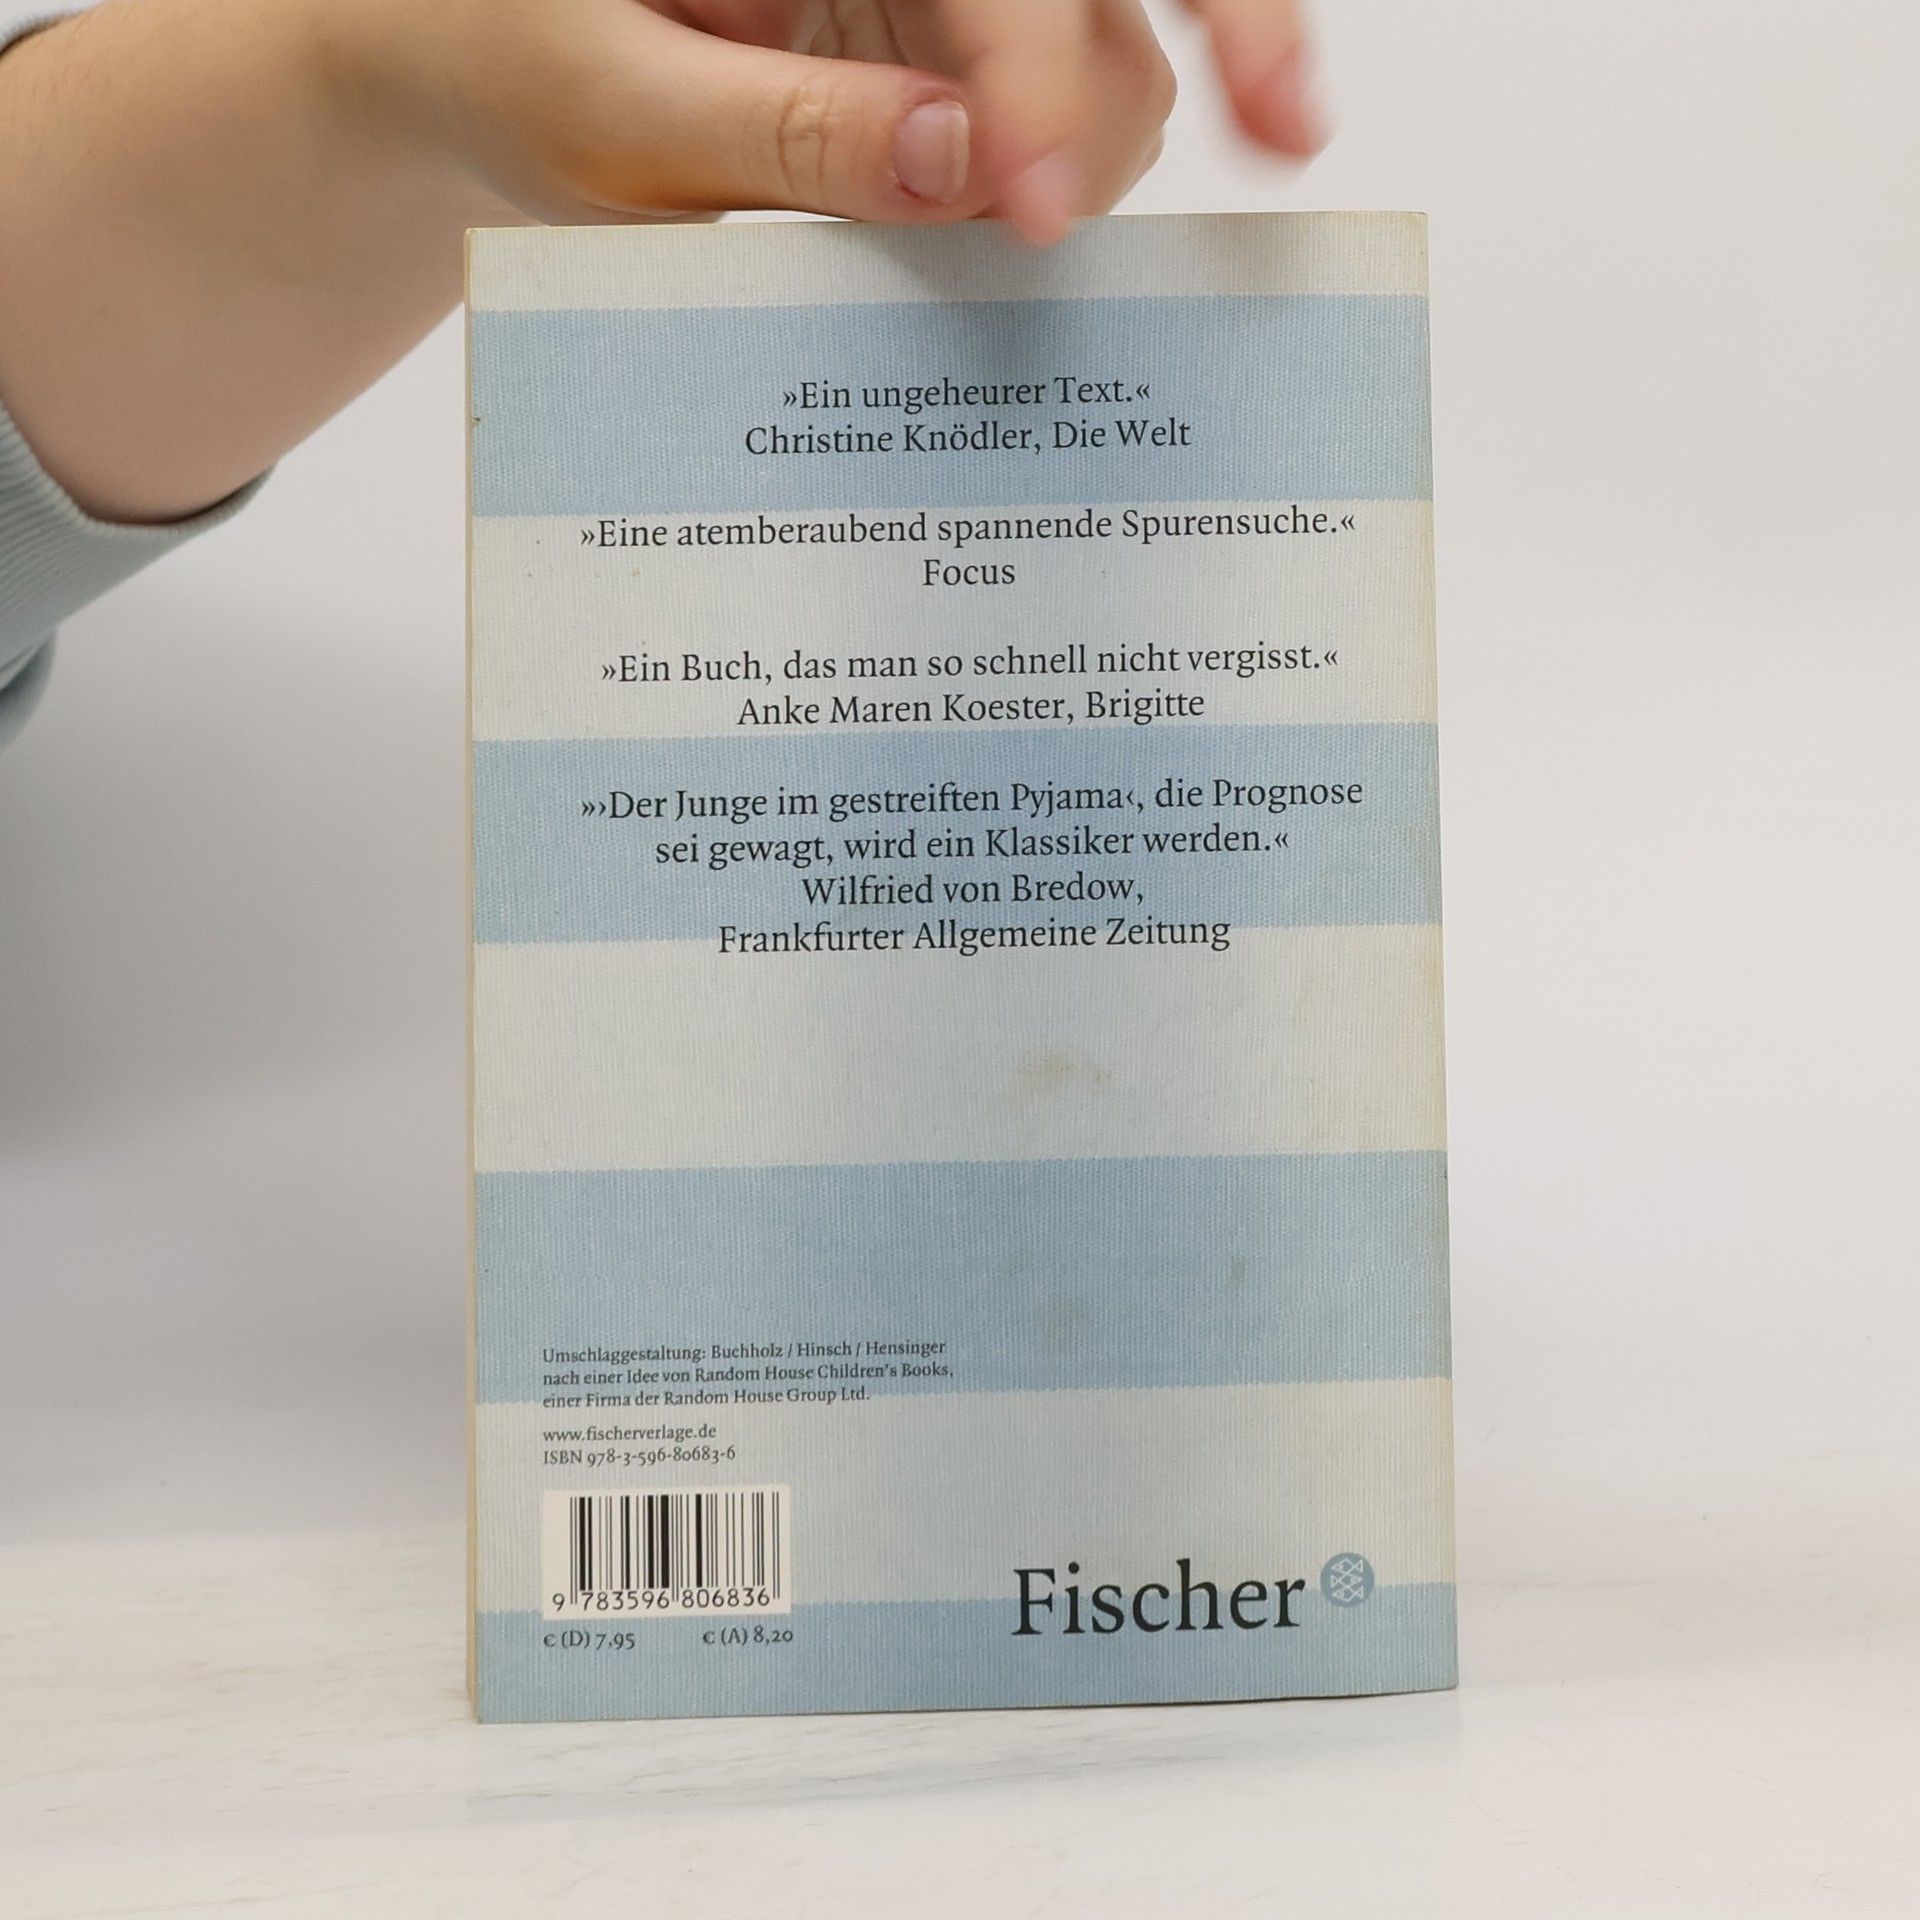 »Ein ungeheurer Text.«
Christine Knödler, Die Welt
»Eine atemberaubend spannende Spurensuche.«
Focus
»Ein Buch, das man so schnell nicht vergisst.«
Anke Maren Koester, Brigitte
»›Der Junge im gestreiften Pyjama‹, die Prognose
sei gewagt, wird ein Klassiker werden.«
Wilfried von Bredow,
Frankfurter Allgemeine Zeitung
Umschlaggestaltung: Buchholz / Hinsch / Hensinger
nach einer Idee von Random House Children's Books,
einer Firma der Random House Group Ltd.
www.fischerverlage.de
ISBN 978-3-596-80683-6
9 783596 806836
€ (D) 7,95 € (A) 8,20
Fischer